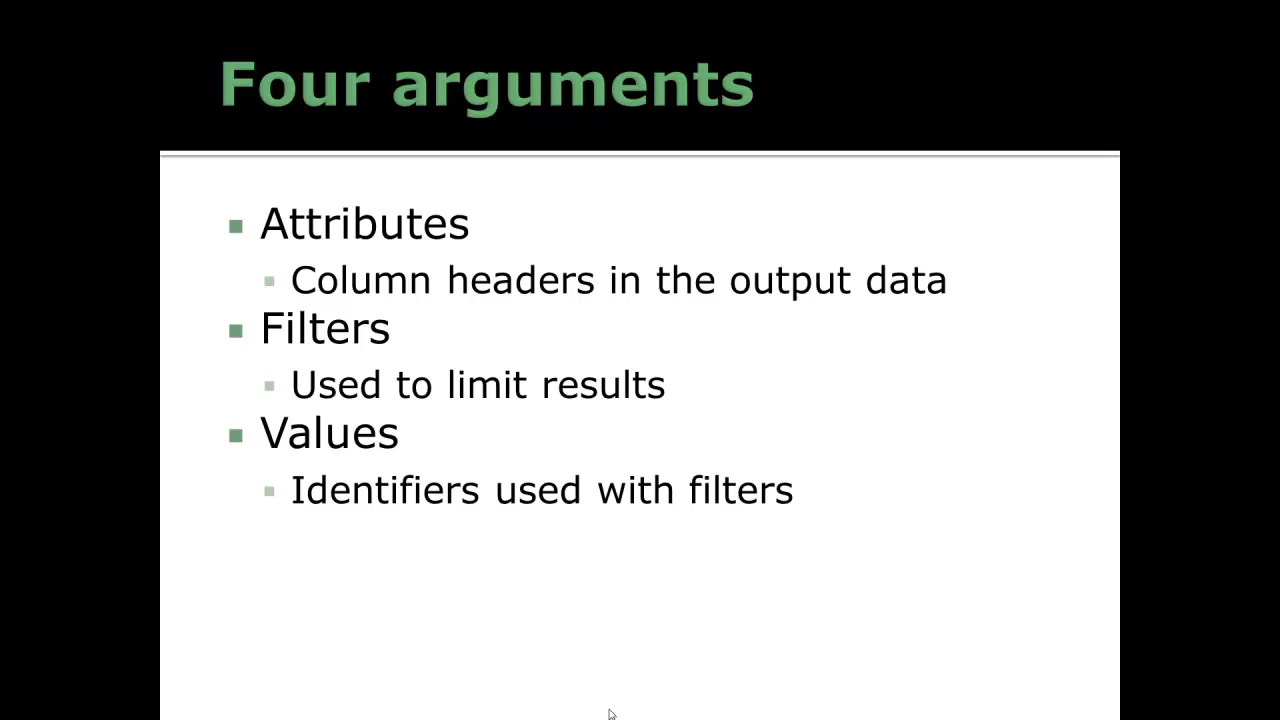 Four arguments
Attributes
Column headers in the output data
Filters
Used to limit results
Values
Identifiers used with filters